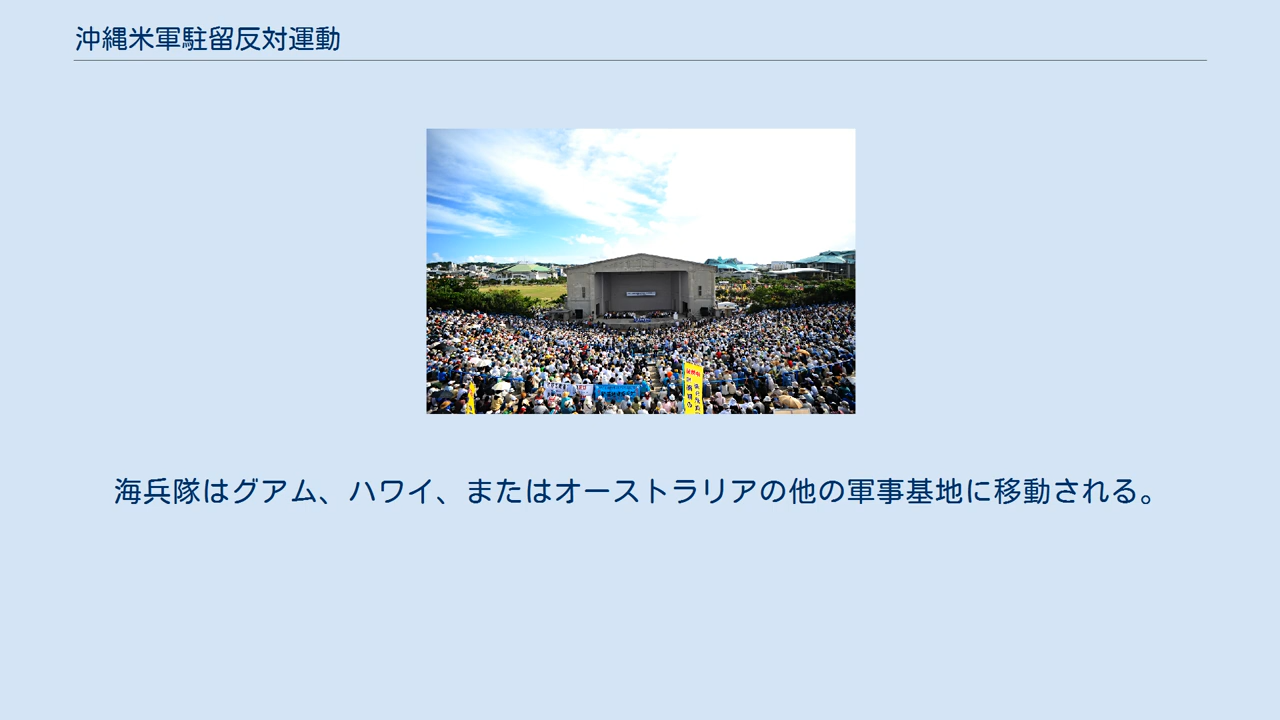 沖縄米軍駐留反対運動
海兵隊はグアム、ハワイ、またはオーストラリアの他の軍事基地に移動される。